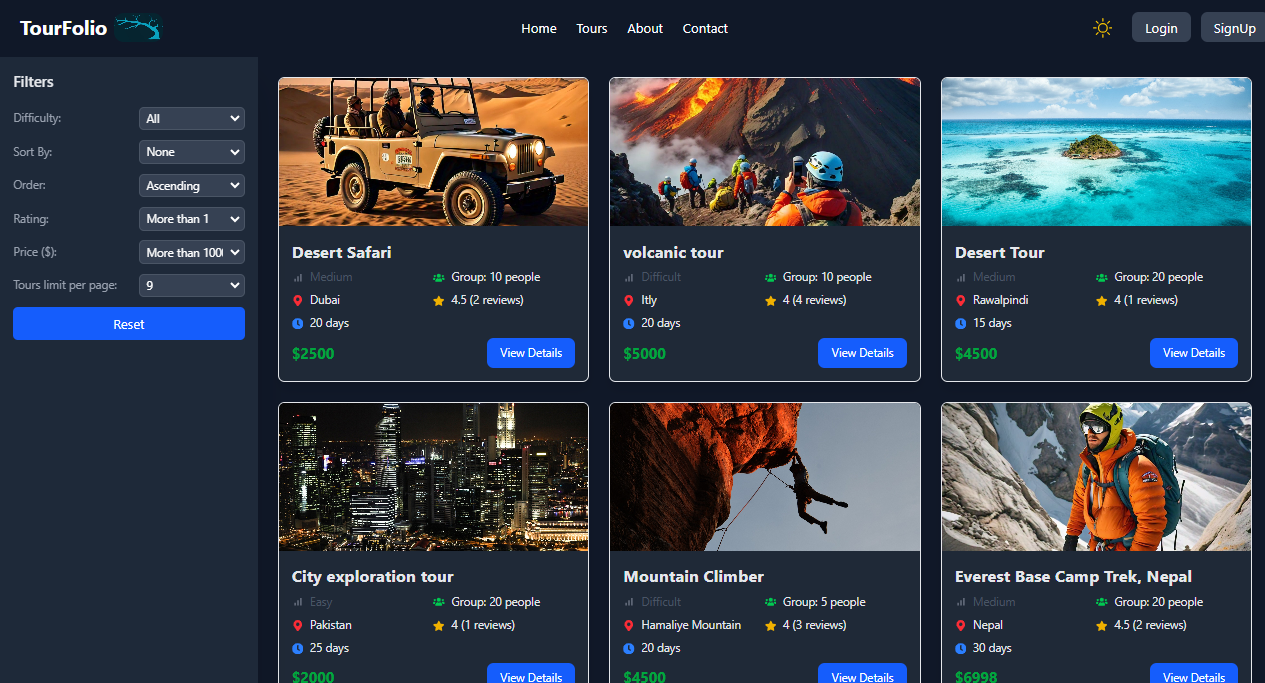 TourFolio
Home Tours About Contact
Login SignUp
Filters
Difficulty: All
Sort By: None
Order: Ascending
Rating: More than 1
Price ($): More than 100
Tours limit per page: 9
Reset
Desert Safari
Medium Group: 10 people
Dubai 4.5 (2 reviews)
20 days
$2500 View Details
volcanic tour
Difficult Group: 10 people
Itly 4 (4 reviews)
20 days
$5000 View Details
Desert Tour
Medium Group: 20 people
Rawalpindi 4 (1 reviews)
15 days
$4500 View Details
City exploration tour
Easy Group: 20 people
Pakistan 4 (1 reviews)
25 days
$2000 View Details
Mountain Climber
Difficult Group: 5 people
Hamaliye Mountain 4 (3 reviews)
20 days
$4500 View Details
Everest Base Camp Trek, Nepal
Medium Group: 20 people
Nepal 4.5 (2 reviews)
30 days
$6998 View Details